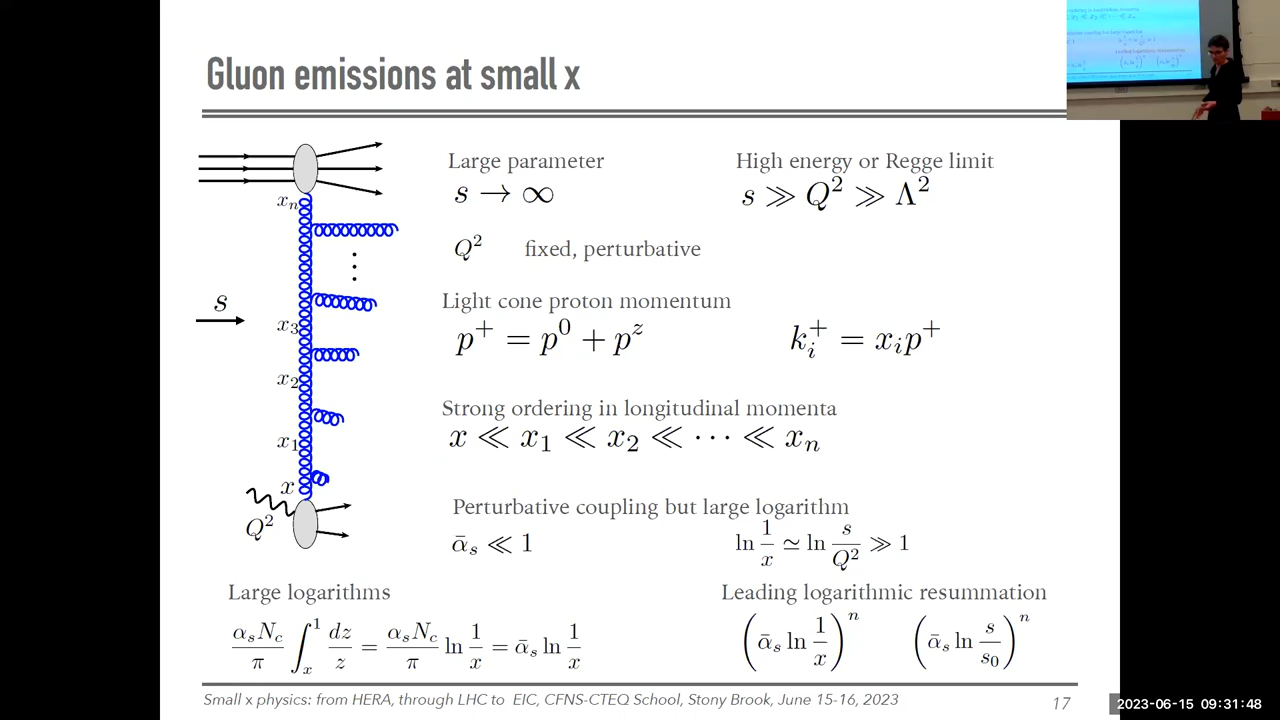 Gluon emissions at small x
Large parameter
s → ∞
High energy or Regge limit
s ≫ Q² ≫ Λ²
Q² fixed, perturbative
Light cone proton momentum
p⁺ = p⁰ + pᶻ
kᵢ⁺ = xᵢp⁺
Strong ordering in longitudinal momenta
x ≪ x₁ ≪ x₂ ≪ ⋯ ≪ xₙ
Perturbative coupling but large logarithm
ᾱₛ ≪ 1
ln 1/x ≃ ln s/Q² ≫ 1
xₙ
⋮
s
x₃
x₂
x₁
x
Q²
Large logarithms
αₛN_c/π ∫ₓ¹ dz/z = αₛN_c/π ln 1/x = ᾱₛ ln 1/x
Leading logarithmic resummation
(ᾱₛ ln 1/x)ⁿ (ᾱₛ ln s/s₀)ⁿ
Small x physics: from HERA, through LHC to EIC, CFNS-CTEQ School, Stony Brook, June 15-16, 2023
17
2023-06-15 09:31:48